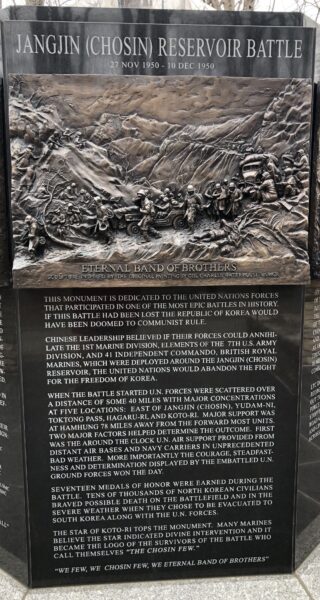 JANGJIN (CHOSIN) RESERVOIR BATTLE
27 NOV 1950 - 10 DEC 1950
ETERNAL BAND OF BROTHERS
THIS MONUMENT IS DEDICATED TO THE UNITED NATIONS FORCES
THAT PARTICIPATED IN ONE OF THE MOST EPIC BATTLES IN HISTORY.
IF THIS BATTLE HAD BEEN LOST THE REPUBLIC OF KOREA WOULD
HAVE BEEN DOOMED TO COMMUNIST RULE.
CHINESE LEADERSHIP BELIEVED IF THEIR FORCES COULD ANNIHI-
LATE THE 1ST MARINE DIVISION, ELEMENTS OF THE 7TH U.S. ARMY
DIVISION, AND 41 INDEPENDENT COMMANDO, BRITISH ROYAL
MARINES, WHICH WERE DEPLOYED AROUND THE JANGJIN (CHOSIN)
RESERVOIR, THE UNITED NATIONS WOULD ABANDON THE FIGHT
FOR THE FREEDOM OF KOREA.
WHEN THE BATTLE STARTED U.N. FORCES WERE SCATTERED OVER
A DISTANCE OF SOME 40 MILES WITH MAJOR CONCENTRATIONS
AT FIVE LOCATIONS: EAST OF JANGJIN (CHOSIN), YUDAM-NI,
TOKTONG PASS, HAGARU-RI, AND KOTO-RI. MAJOR SUPPORT WAS
AT HAMHUNG 78 MILES AWAY FROM THE FORWARD MOST UNITS.
TWO MAJOR FACTORS HELPED DETERMINE THE OUTCOME. FIRST
WAS THE AROUND THE CLOCK U.N. AIR SUPPORT PROVIDED FROM
DISTANT AIR BASES AND NAVY CARRIERS IN UNPRECEDENTED
BAD WEATHER. MORE IMPORTANTLY THE COURAGE, STEADFAST-
NESS AND DETERMINATION DISPLAYED BY THE EMBATTLED U.N.
GROUND FORCES WON THE DAY.
SEVENTEEN MEDALS OF HONOR WERE EARNED DURING THE
BATTLE. TENS OF THOUSANDS OF NORTH KOREAN CIVILIANS
BRAVED POSSIBLE DEATH ON THE BATTLEFIELD AND IN THE
SEVERE WEATHER WHEN THEY CHOSE TO BE EVACUATED TO
SOUTH KOREA ALONG WITH THE U.N. FORCES.
THE STAR OF KOTO-RI TOPS THE MONUMENT. MANY MARINES
BELIEVE THE STAR INDICATED DIVINE INTERVENTION AND IT
BECAME THE LOGO OF THE SURVIVORS OF THE BATTLE WHO
CALL THEMSELVES "THE CHOSIN FEW."
"WE FEW, WE CHOSIN FEW, WE ETERNAL BAND OF BROTHERS"